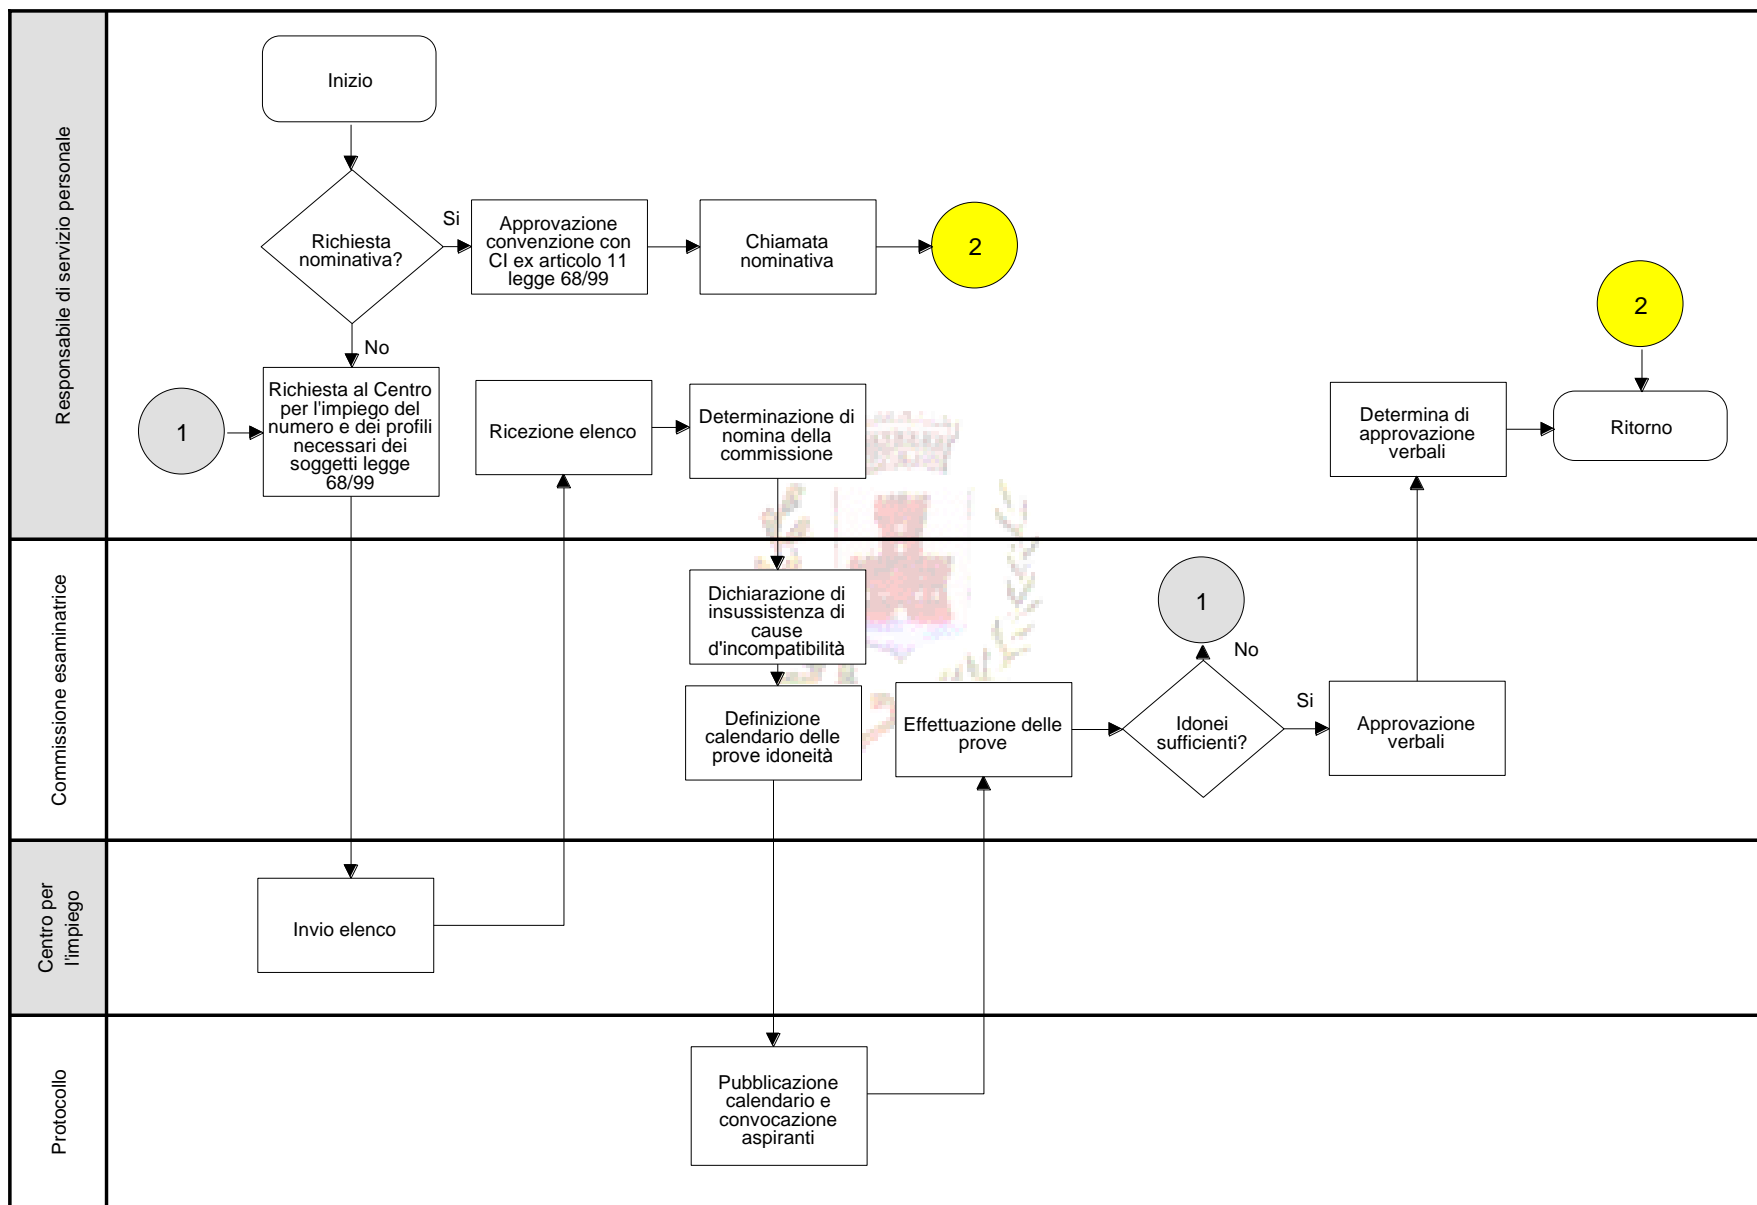 Responsabile di servizio personale
Inizio
Richiesta
nominativa?
Si
Approvazione
convenzione con
CI ex articolo 11
legge 68/99
Chiamata
nominativa
2
No
1
Richiesta al Centro
per l'impiego del
numero e dei profili
necessari dei
soggetti legge
68/99
Ricezione elenco
Determinazione di
nomina della
commissione
Determina di
approvazione
verbali
2
Ritorno
Commissione esaminatrice
Dichiarazione di
insussistenza di
cause
d'incompatibilità
Definizione
calendario delle
prove idoneità
Effettuazione delle
prove
1
No
Idonei
sufficienti?
Si
Approvazione
verbali
Centro per
l'impiego
Invio elenco
Protocollo
Pubblicazione
calendario e
convocazione
aspiranti